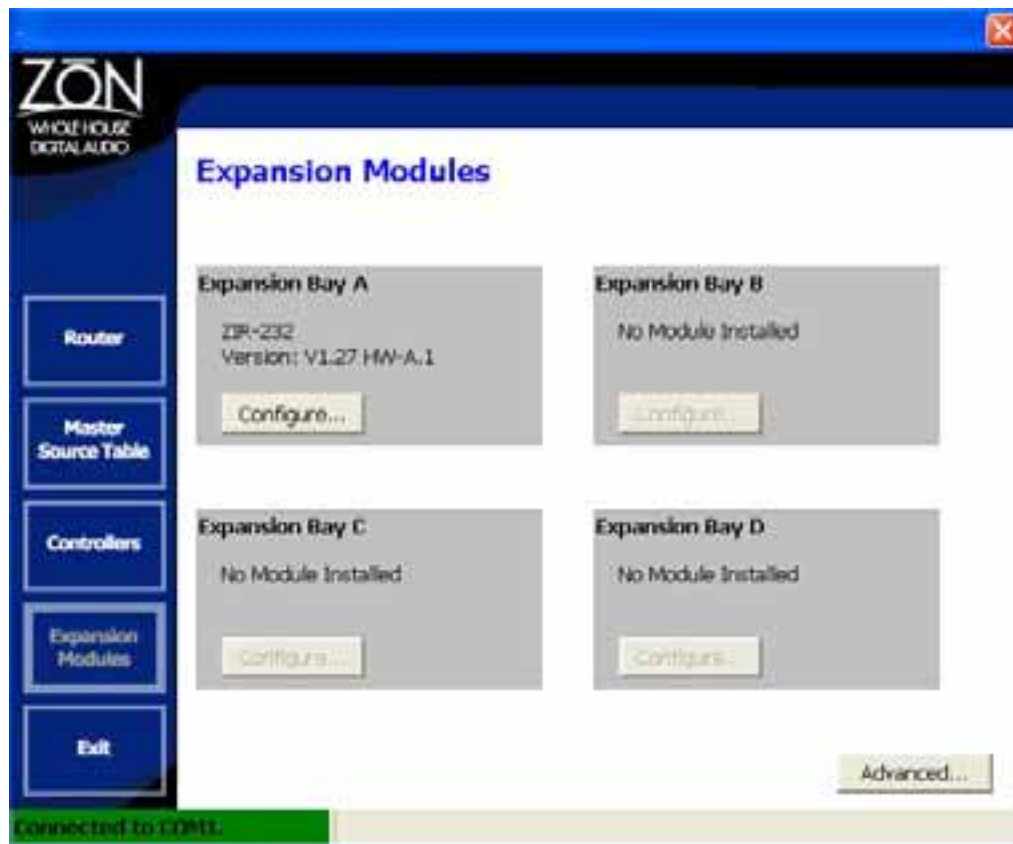 ZŌN
WHOLE HOUSE
DIGITAL AUDIO
Expansion Modules
Router
Master
Source Table
Controllers
Expansion
Modules
Exit
Expansion Bay A
ZIR-232
Version: V1.27 HW-A.1
Configure...
Expansion Bay B
No Module Installed
Configure...
Expansion Bay C
No Module Installed
Configure...
Expansion Bay D
No Module Installed
Configure...
Advanced...
Connected to COM1.